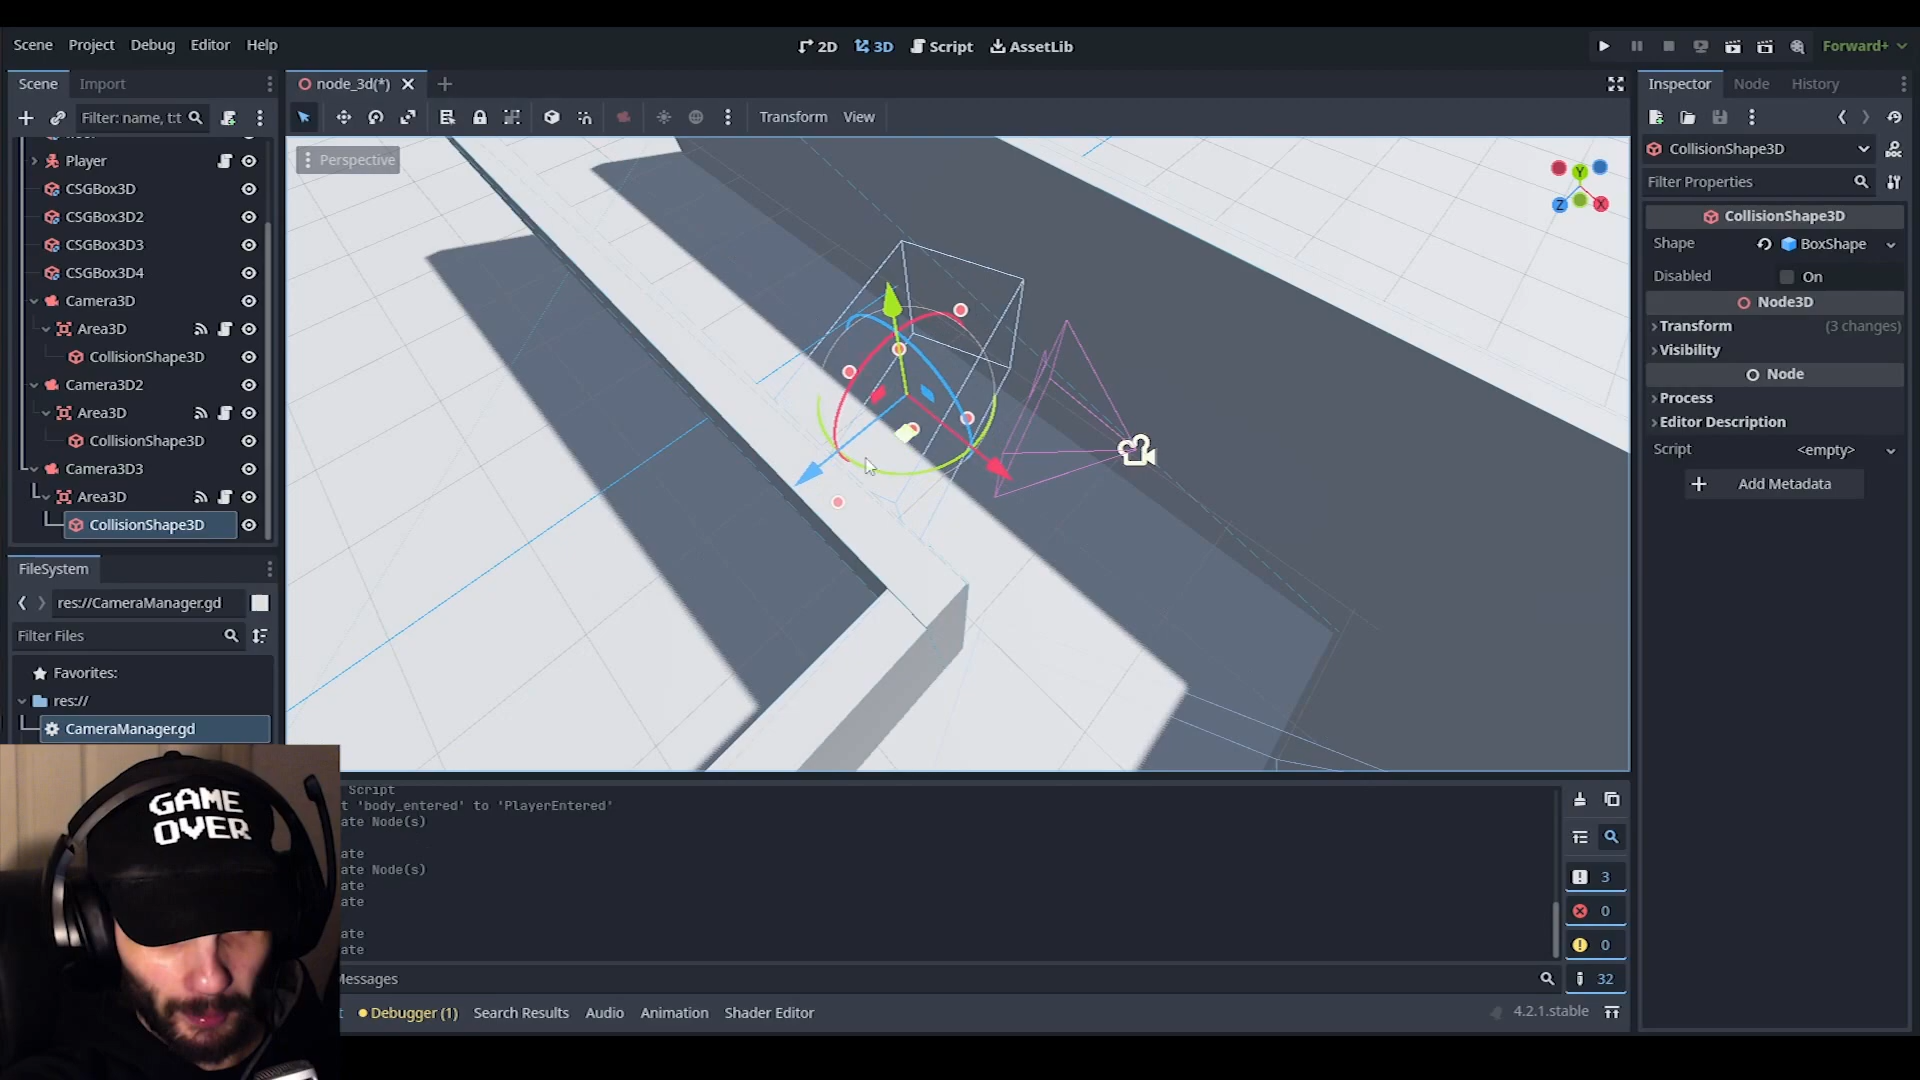 Scene Project Debug Editor Help
2D 3D Script AssetLib
Forward+
Scene Import
node_3d(*)
Inspector Node History
Filter: name, t:t
Transform View
Perspective
Player
CSGBox3D
CSGBox3D2
CSGBox3D3
CSGBox3D4
Camera3D
Area3D
CollisionShape3D
Camera3D2
Area3D
CollisionShape3D
Camera3D3
Area3D
CollisionShape3D
Y
Z
X
CollisionShape3D
Filter Properties
CollisionShape3D
Shape BoxShape
Disabled On
Node3D
Transform (3 changes)
Visibility
Node
Process
Editor Description
Script <empty>
Add Metadata
FileSystem
res://CameraManager.gd
Filter Files
Favorites:
res://
CameraManager.gd
GAME
OVER
Script
t 'body_entered' to 'PlayerEntered'
ate Node(s)
ate
ate Node(s)
ate
ate
ate
ate
3
0
0
32
Messages
t Debugger (1) Search Results Audio Animation Shader Editor
4.2.1.stable